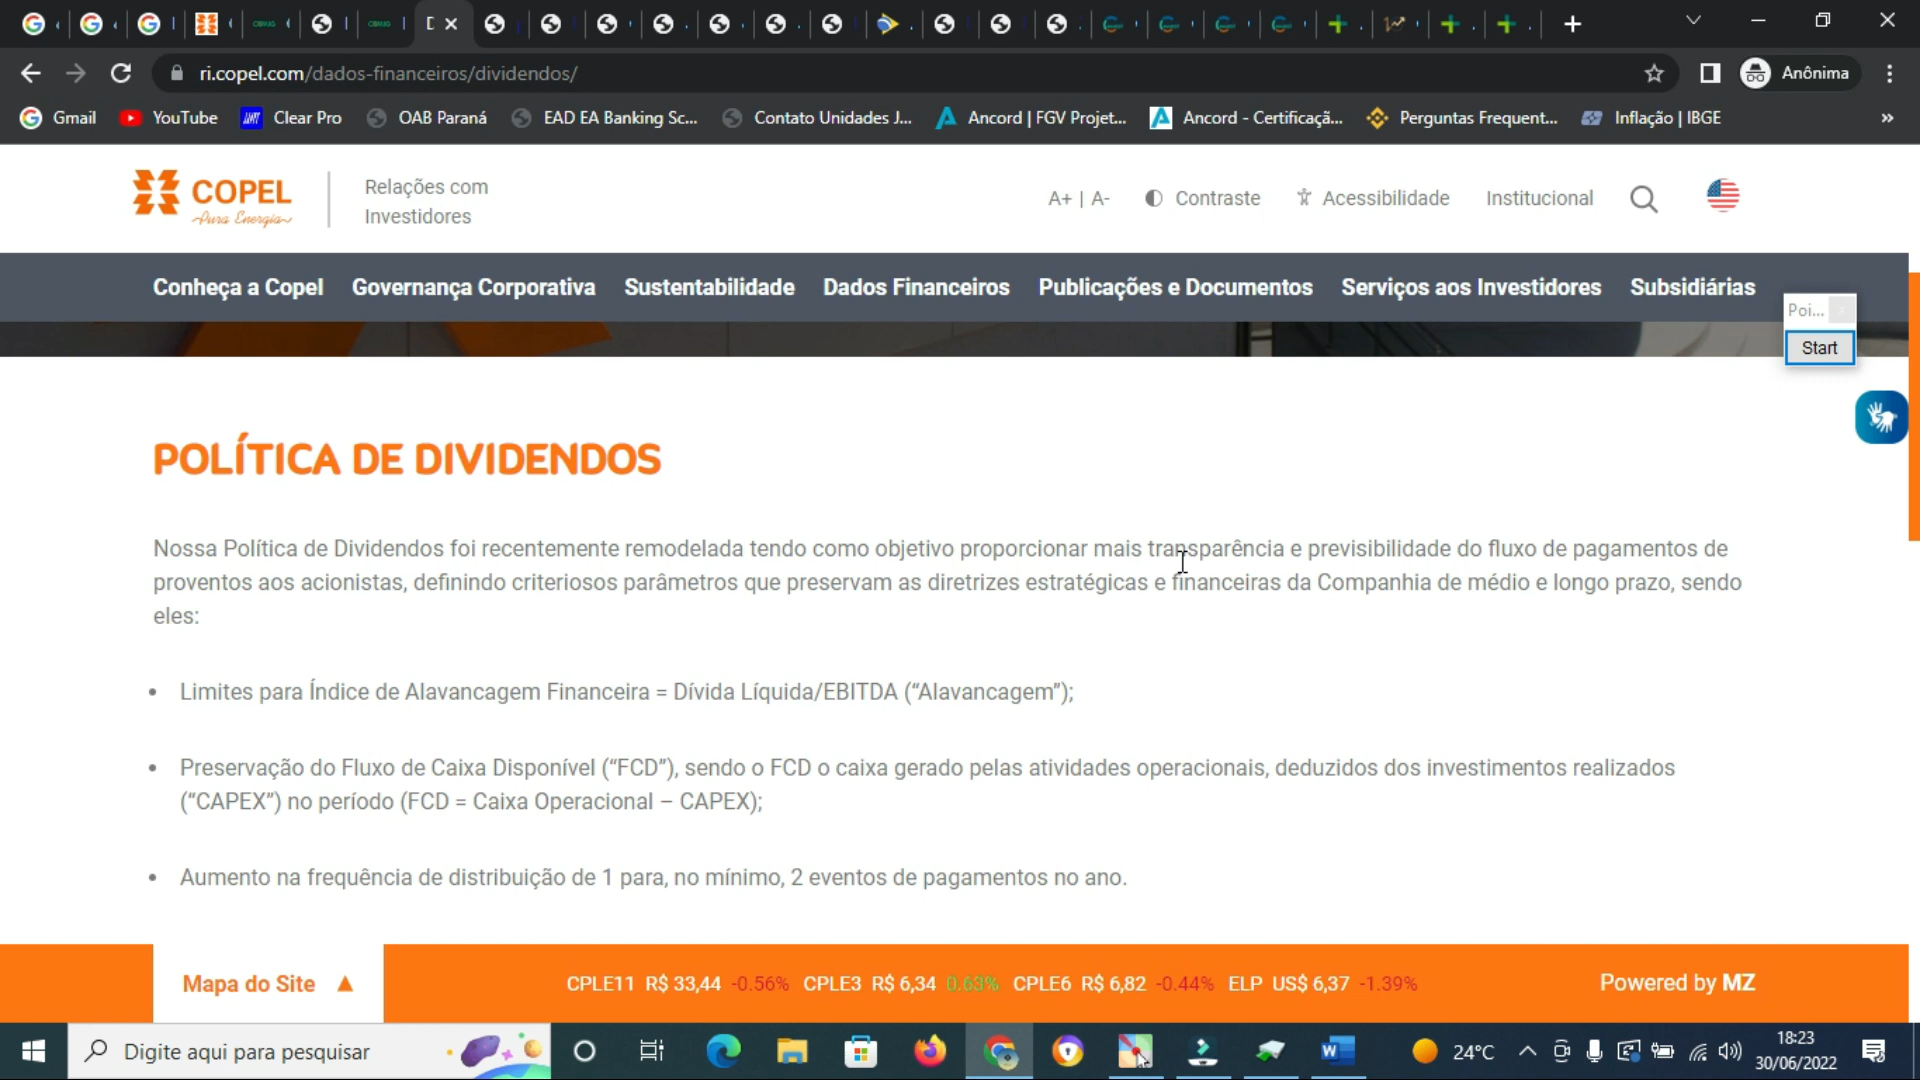 ri.copel.com/dados-financeiros/dividendos/
Anônima
Gmail YouTube Clear Pro OAB Paraná EAD EA Banking Sc... Contato Unidades J... Ancord | FGV Projet... Ancord - Certificaçã... Perguntas Frequent... Inflação | IBGE »
COPEL
Pura Energia
Relações com
Investidores
A+ | A- Contraste Acessibilidade Institucional
Conheça a Copel Governança Corporativa Sustentabilidade Dados Financeiros Publicações e Documentos Serviços aos Investidores Subsidiárias
Poi...
Start
POLÍTICA DE DIVIDENDOS
Nossa Política de Dividendos foi recentemente remodelada tendo como objetivo proporcionar mais transparência e previsibilidade do fluxo de pagamentos de
proventos aos acionistas, definindo criteriosos parâmetros que preservam as diretrizes estratégicas e financeiras da Companhia de médio e longo prazo, sendo
eles:
• Limites para Índice de Alavancagem Financeira = Dívida Líquida/EBITDA (“Alavancagem”);
• Preservação do Fluxo de Caixa Disponível (“FCD”), sendo o FCD o caixa gerado pelas atividades operacionais, deduzidos dos investimentos realizados
(“CAPEX”) no período (FCD = Caixa Operacional – CAPEX);
• Aumento na frequência de distribuição de 1 para, no mínimo, 2 eventos de pagamentos no ano.
Mapa do Site ▲
CPLE11 R$ 33,44 -0.56% CPLE3 R$ 6,34 0.63% CPLE6 R$ 6,82 -0.44% ELP US$ 6,37 -1.39%
Powered by MZ
Digite aqui para pesquisar
24°C
18:23
30/06/2022